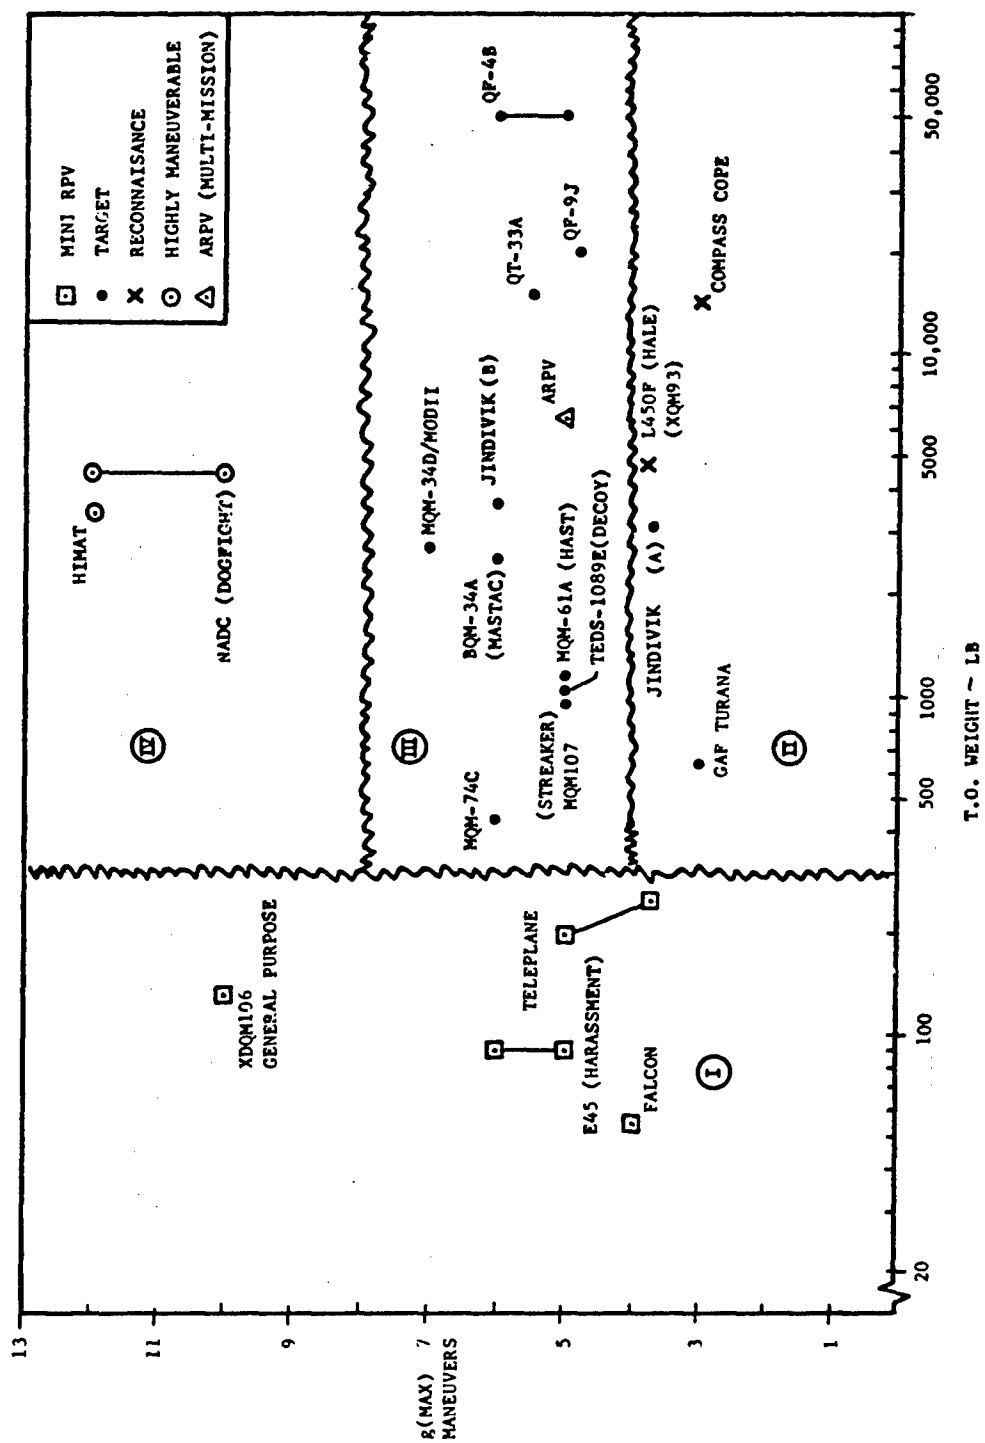 MINI RPV
TARGET
RECONNAISANCE
HIGHLY MANEUVERABLE
ARPV (MULTI-MISSION)
13
11
9
7
5
3
1
g(MAX)
MANEUVERS
HIMAT
NADC (DOGFIGHT)
IV
XDQM106
GENERAL PURPOSE
III
MQM-34D/MODII
BQM-34A
(MASTAC)
JINDIVIK (B)
QF-4B
QT-33A
QF-9J
ARPV
MQM-74C
(STREAKER)
MQM107
MQM-61A (HAST)
TEDS-1089E(DECOY)
TELEPLANE
E45 (HARASSMENT)
FALCON
I
JINDIVIK (A)
L450F (HALE)
(XQM93)
COMPASS COPE
GAF TURANA
II
20
100
500
1000
5000
10,000
50,000
T.O. WEIGHT ~ LB